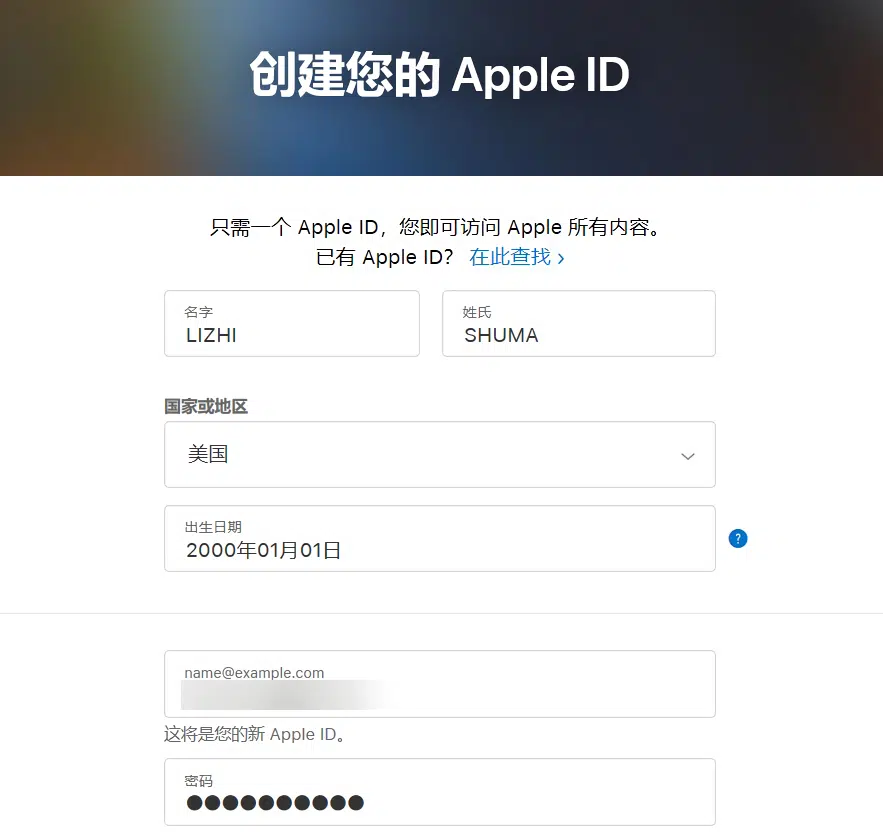 创建您的 Apple ID
只需一个 Apple ID，您即可访问 Apple 所有内容。
已有 Apple ID？ 在此查找 ›
名字 姓氏
LIZHI SHUMA
国家或地区
美国
出生日期
2000年01月01日
?
name@example.com
这将是您的新 Apple ID。
密码
●●●●●●●●●●